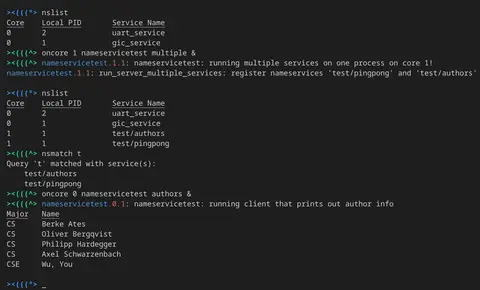 ><(((°> nslist
Core Local PID Service Name
0 2 uart_service
0 1 gic_service
><(((^> oncore 1 nameservicetest multiple &
><(((^> nameservicetest.1.1: nameservicetest: running multiple services on one process on core 1!
nameservicetest.1.1: run_server_multiple_services: register nameservices 'test/pingpong' and 'test/authors'
><(((°> nslist
Core Local PID Service Name
0 2 uart_service
0 1 gic_service
1 1 test/authors
1 1 test/pingpong
><(((^> nsmatch t
Query 't' matched with service(s):
test/authors
test/pingpong
><(((^> oncore 0 nameservicetest authors &
><(((^> nameservicetest.0.1: nameservicetest: running client that prints out author info
Major Name
CS Berke Ates
CS Oliver Bergqvist
CS Philipp Hardegger
CS Axel Schwarzenbach
CSE Wu, You
><(((°> _